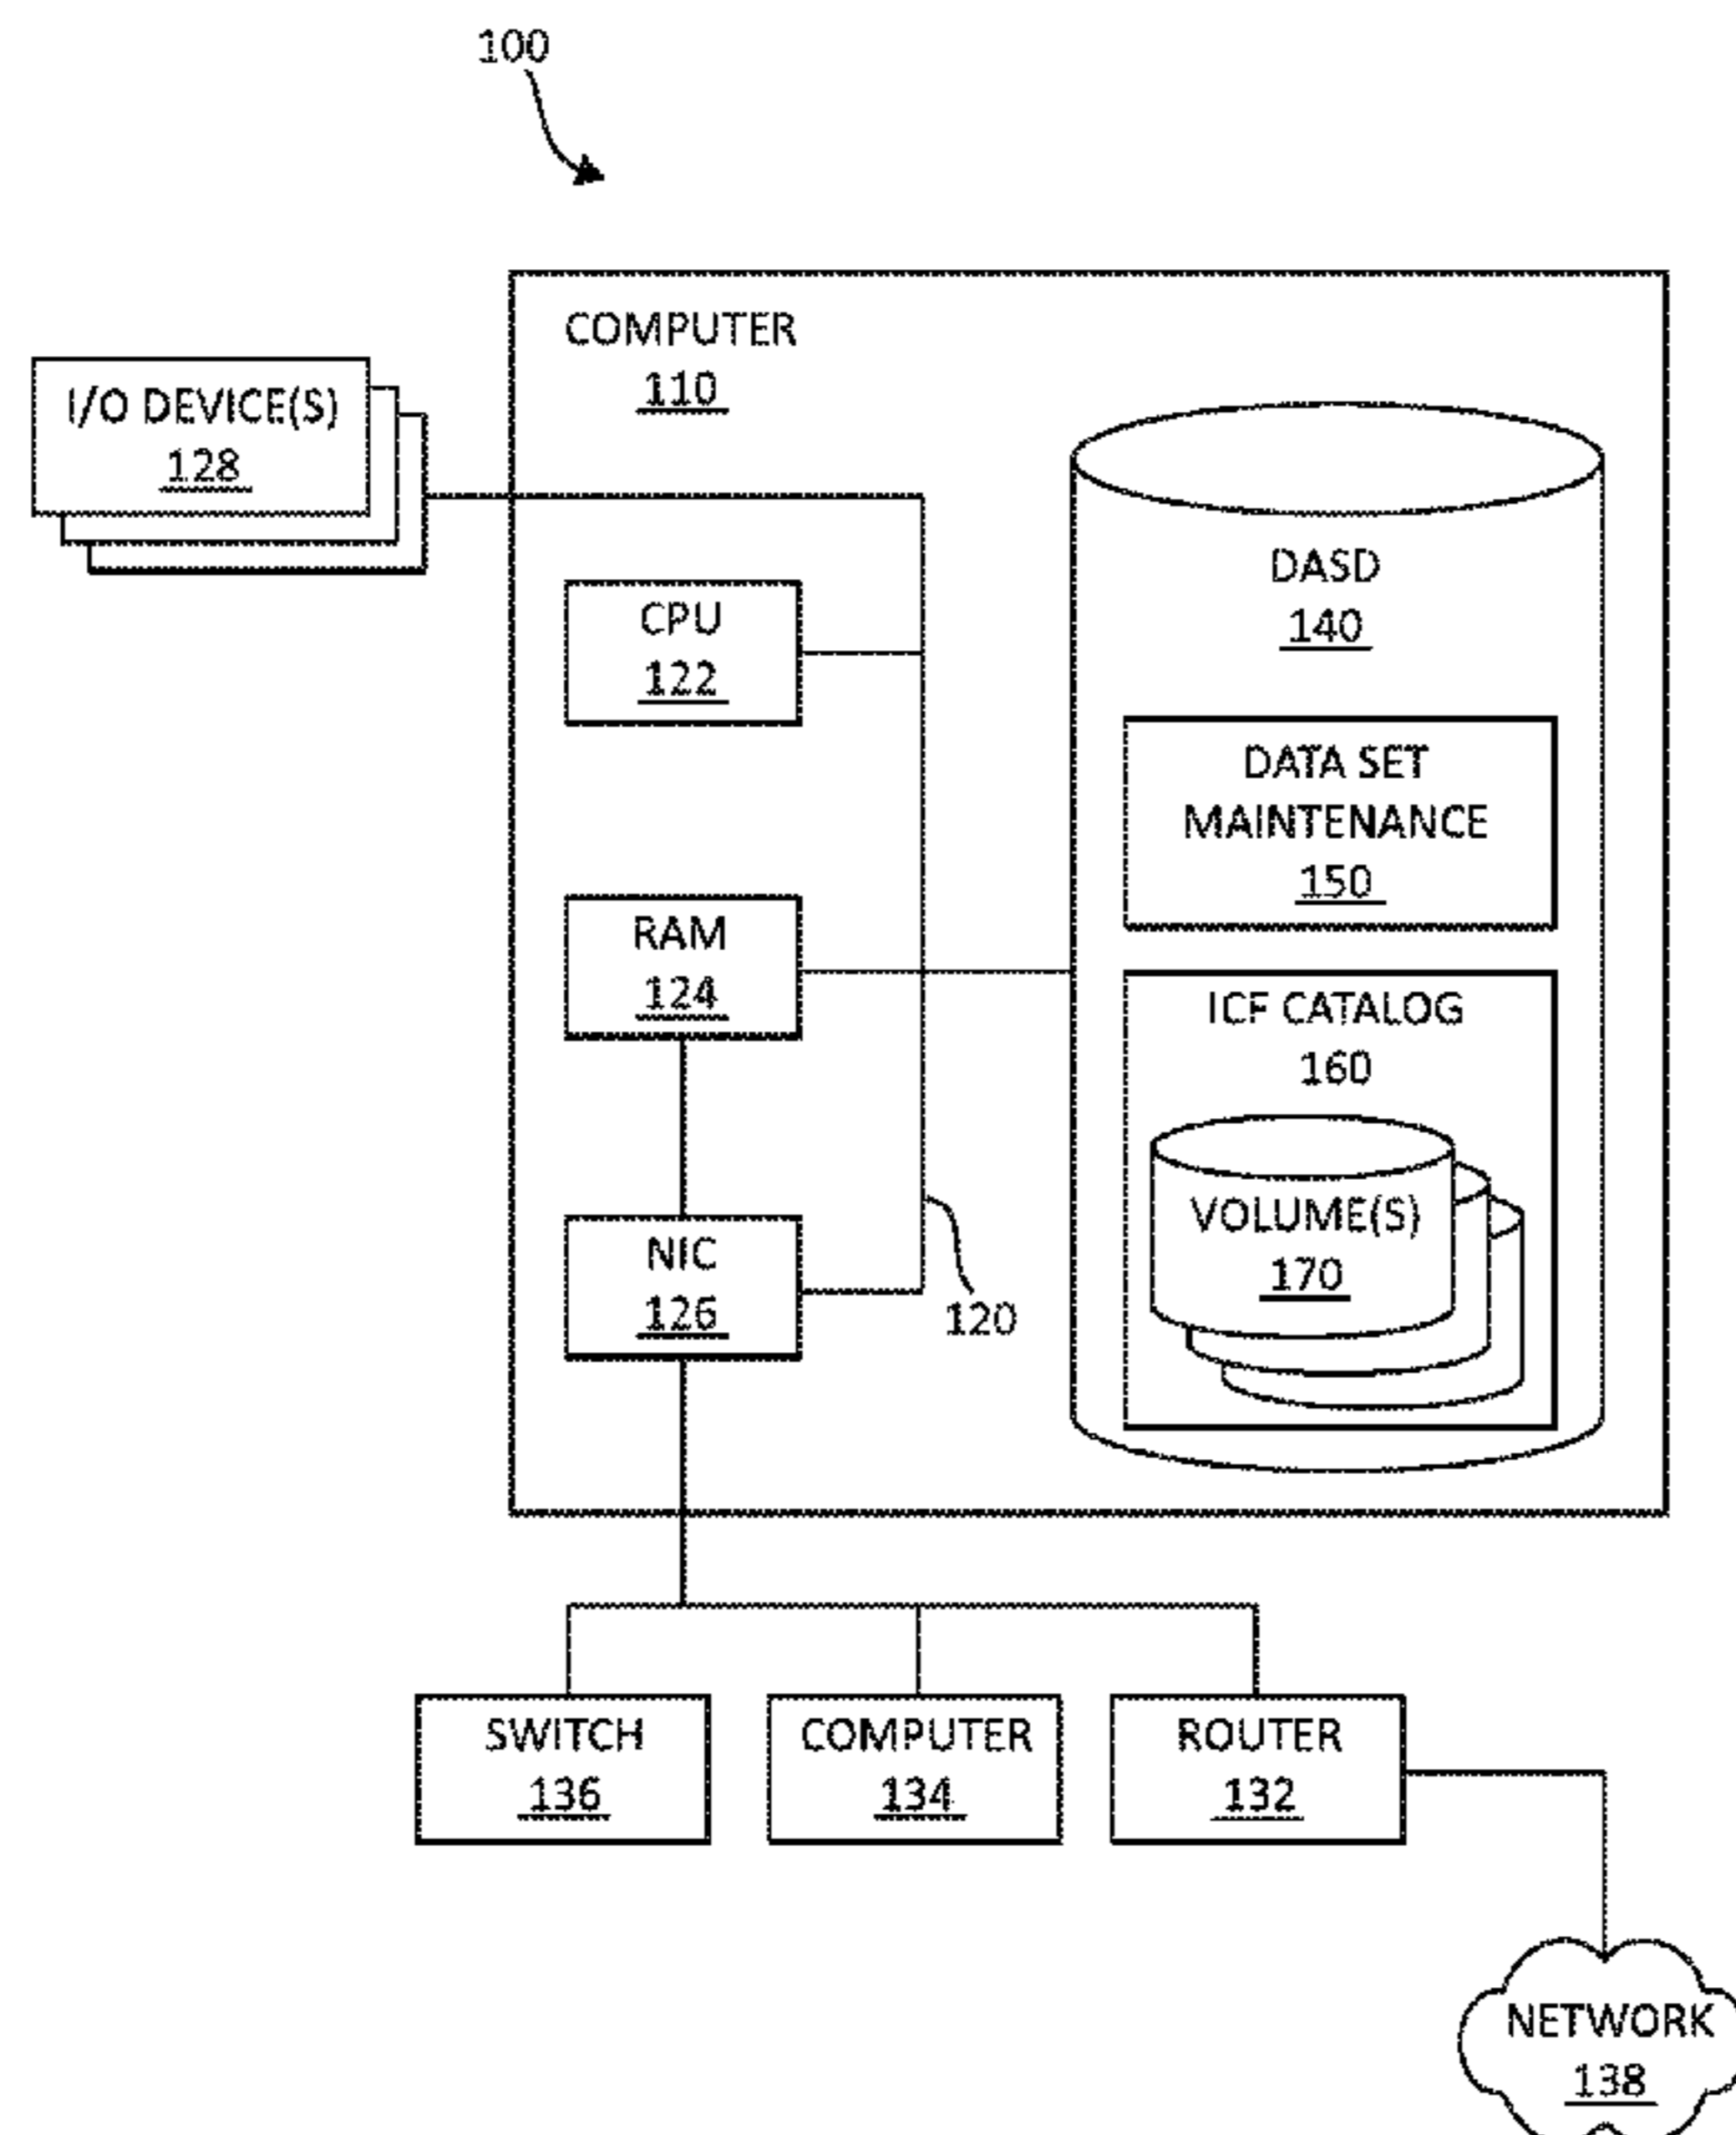 100
COMPUTER
110
I/O DEVICE(S)
128
CPU
122
RAM
124
NIC
126
120
DASD
140
DATA SET
MAINTENANCE
150
ICF CATALOG
160
VOLUME(S)
170
SWITCH
136
COMPUTER
134
ROUTER
132
NETWORK
138